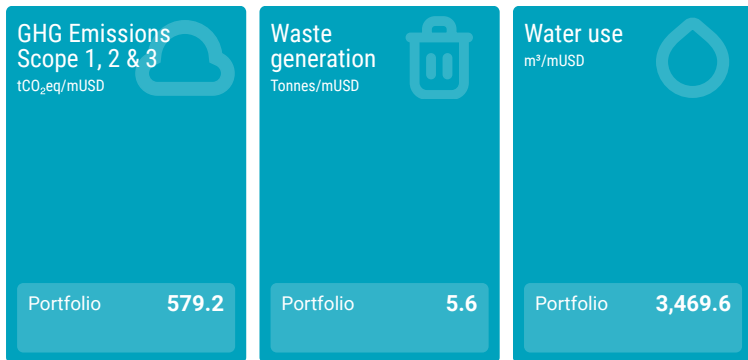 GHG Emissions
Scope 1, 2 & 3
tCO₂eq/mUSD
Portfolio 579.2
Waste
generation
Tonnes/mUSD
Portfolio 5.6
Water use
m³/mUSD
Portfolio 3,469.6